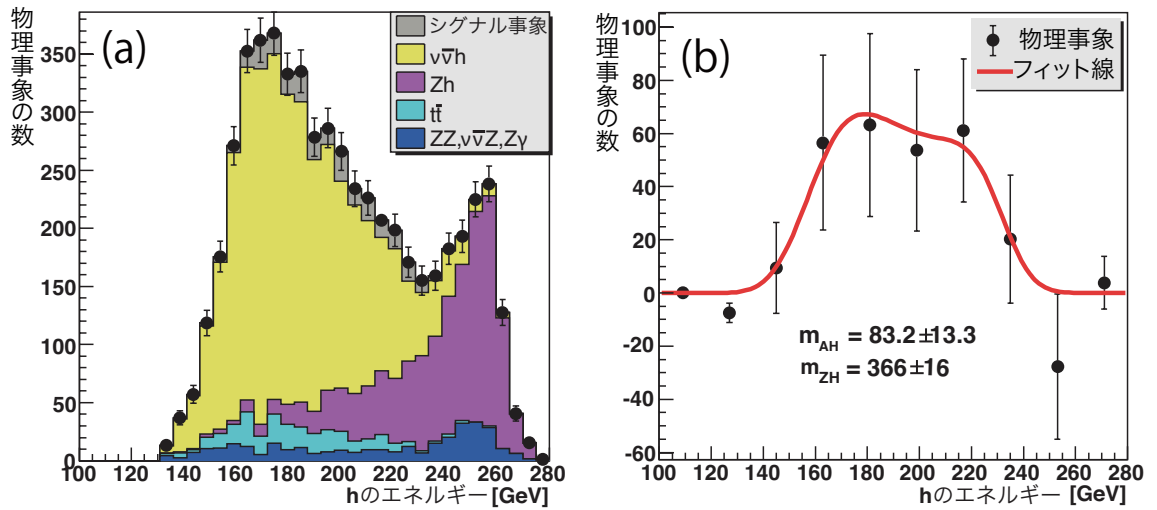 (a)
物理事象の数
350
300
250
200
150
100
50
0
100 120 140 160 180 200 220 240 260 280
hのエネルギー [GeV]
シグナル事象
νν̅h
Zh
tt̅
ZZ,νν̅Z,Zγ
(b)
物理事象の数
100
80
60
40
20
0
-20
-40
-60
100 120 140 160 180 200 220 240 260 280
hのエネルギー [GeV]
物理事象
フィット線
mAH = 83.2±13.3
mZH = 366±16